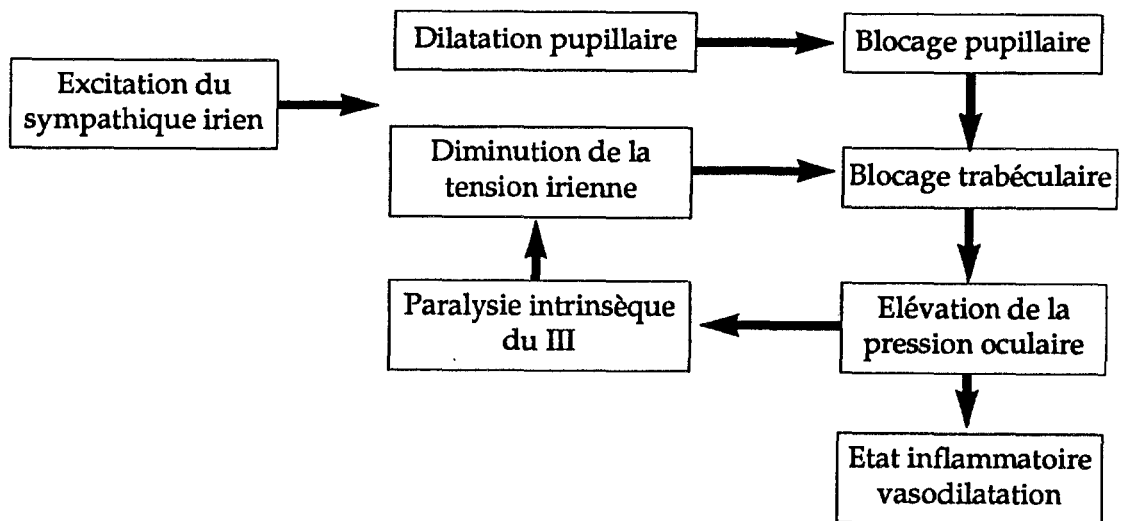 Dilatation pupillaire
Blocage pupillaire
Excitation du
sympathique irien
Diminution de la
tension irienne
Blocage trabéculaire
Paralysie intrinsèque
du III
Elévation de la
pression oculaire
Etat inflammatoire
vasodilatation